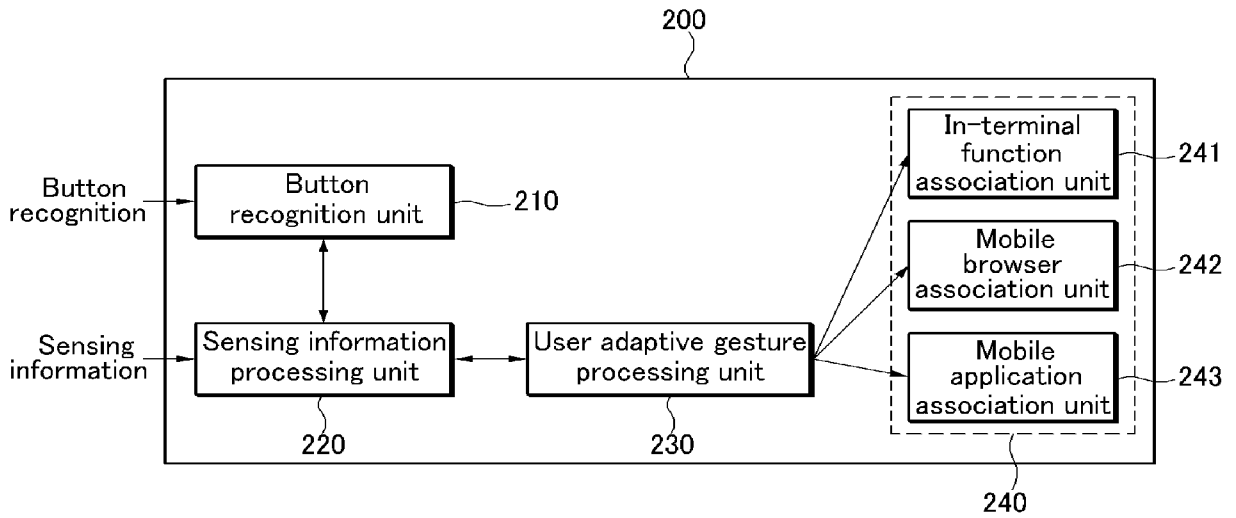 200
In-terminal
function
association unit
241
Button
recognition
Button
recognition unit
210
Mobile
browser
association unit
242
Sensing
information
Sensing information
processing unit
220
User adaptive gesture
processing unit
230
Mobile
application
association unit
243
240